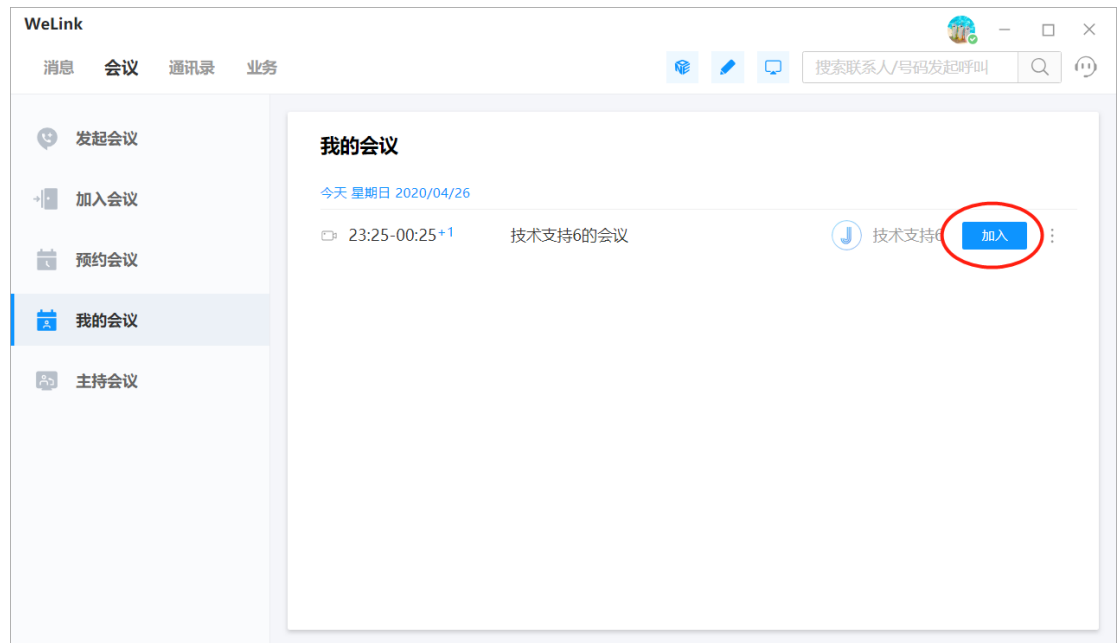 WeLink
消息 会议 通讯录 业务
搜索联系人/号码发起呼叫
发起会议
加入会议
预约会议
我的会议
主持会议
我的会议
今天 星期日 2020/04/26
23:25-00:25+1 技术支持6的会议 J 技术支持6 加入